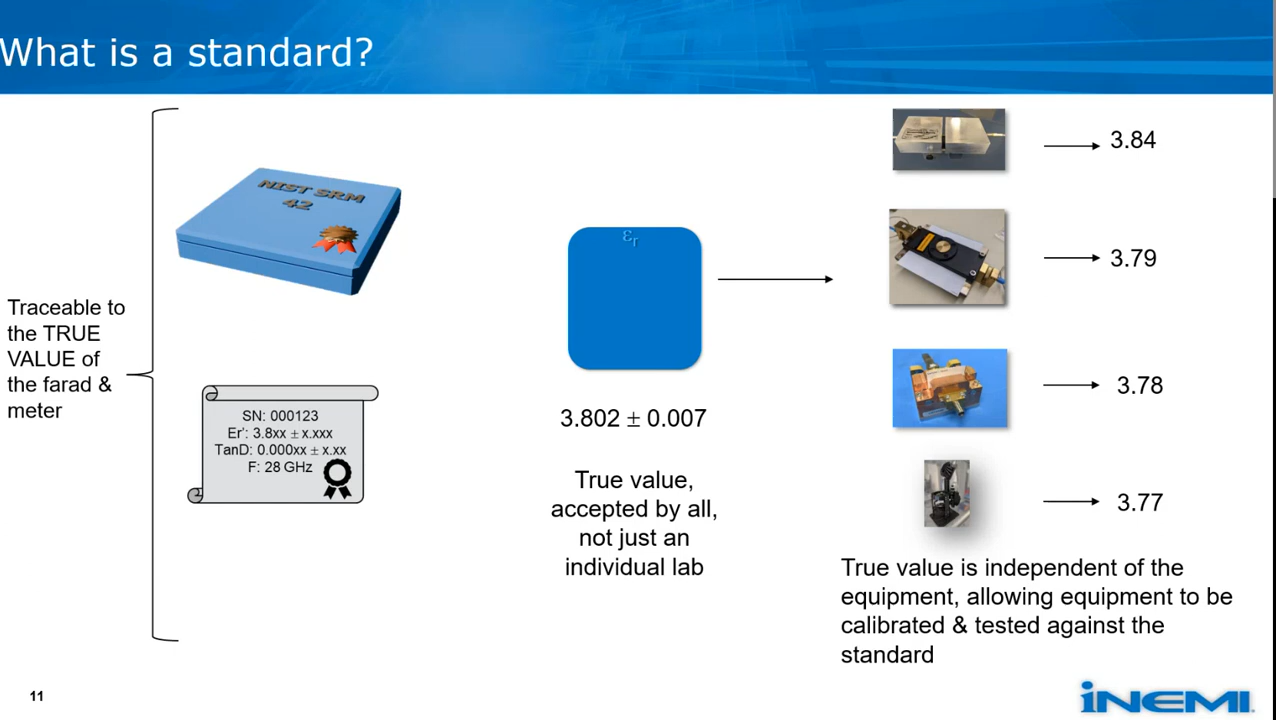 What is a standard?
NIST SRM
42
Traceable to
the TRUE
VALUE of
the farad &
meter
SN: 000123
Er': 3.8xx ± x.xxx
TanD: 0.000xx ± x.xx
F: 28 GHz
εr
3.802 ± 0.007
True value,
accepted by all,
not just an
individual lab
3.84
3.79
3.78
3.77
True value is independent of the
equipment, allowing equipment to be
calibrated & tested against the
standard
11
iNEMI